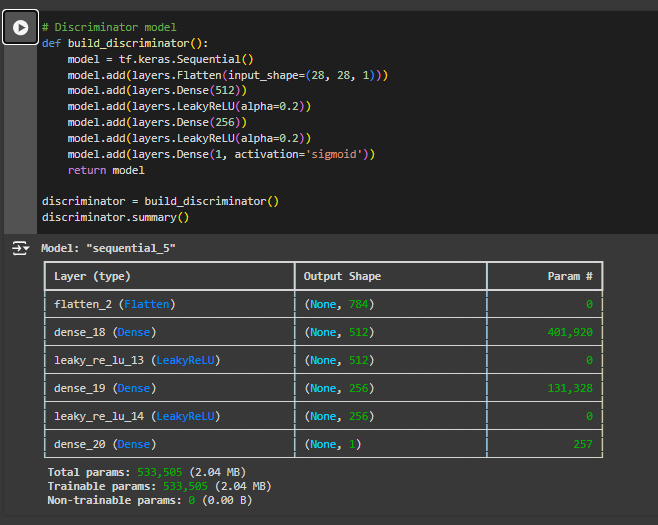 # Discriminator model
def build_discriminator():
    model = tf.keras.Sequential()
    model.add(layers.Flatten(input_shape=(28, 28, 1)))
    model.add(layers.Dense(512))
    model.add(layers.LeakyReLU(alpha=0.2))
    model.add(layers.Dense(256))
    model.add(layers.LeakyReLU(alpha=0.2))
    model.add(layers.Dense(1, activation='sigmoid'))
    return model
discriminator = build_discriminator()
discriminator.summary()
Model: "sequential_5"
Layer (type) Output Shape Param #
flatten_2 (Flatten) (None, 784) 0
dense_18 (Dense) (None, 512) 401,920
leaky_re_lu_13 (LeakyReLU) (None, 512) 0
dense_19 (Dense) (None, 256) 131,328
leaky_re_lu_14 (LeakyReLU) (None, 256) 0
dense_20 (Dense) (None, 1) 257
Total params: 533,505 (2.04 MB)
Trainable params: 533,505 (2.04 MB)
Non-trainable params: 0 (0.00 B)